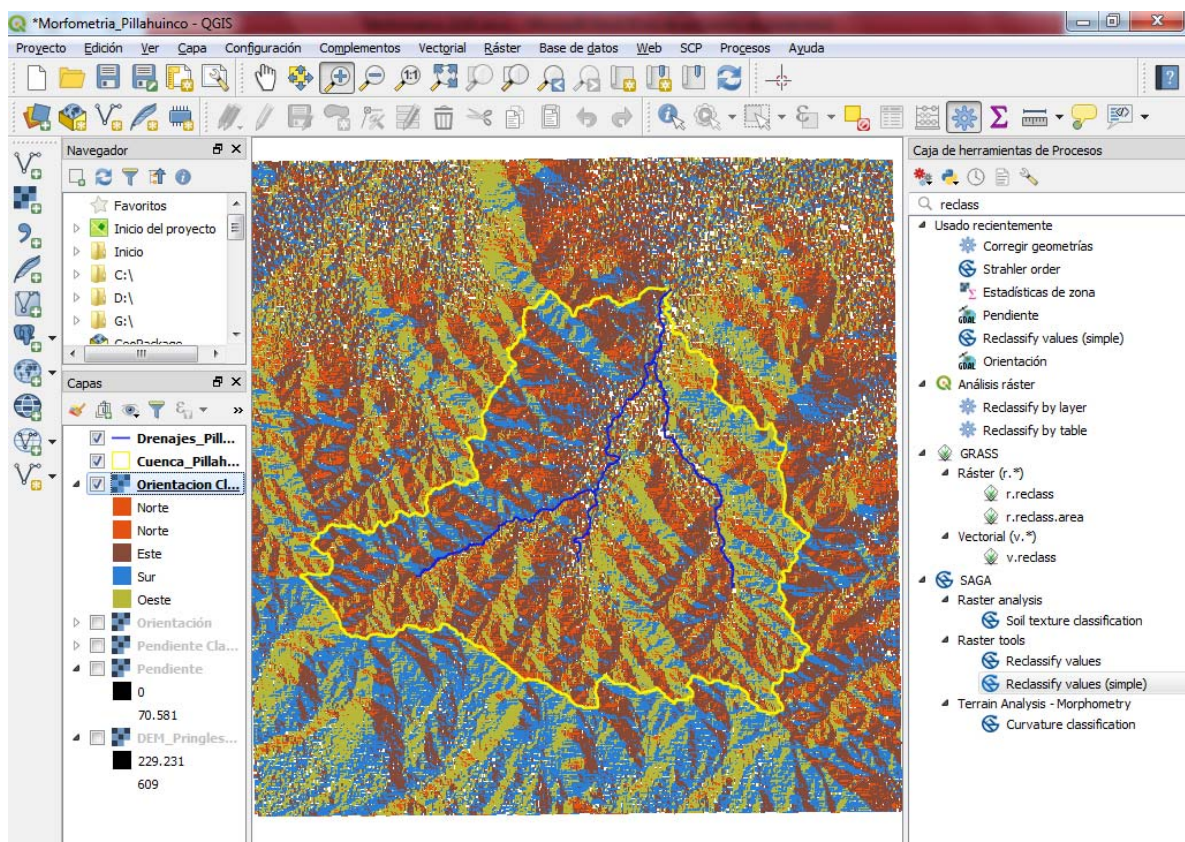 *Morfometria_Pillahuinco - QGIS
Proyecto Edición Ver Capa Configuración Complementos Vectorial Ráster Base de datos Web SCP Procesos Ayuda
1:1
Navegador
Favoritos
Inicio del proyecto
Inicio
C:\
D:\
G:\
GeoPackage
Capas
Drenajes_Pill...
Cuenca_Pillah...
Orientacion Cl...
Norte
Norte
Este
Sur
Oeste
Orientación
Pendiente Cla...
Pendiente
0
70.581
DEM_Pringles...
229.231
609
Caja de herramientas de Procesos
reclass
Usado recientemente
Corregir geometrías
Strahler order
Estadísticas de zona
GDAL Pendiente
Reclassify values (simple)
GDAL Orientación
Análisis ráster
Reclassify by layer
Reclassify by table
GRASS
Ráster (r.*)
r.reclass
r.reclass.area
Vectorial (v.*)
v.reclass
SAGA
Raster analysis
Soil texture classification
Raster tools
Reclassify values
Reclassify values (simple)
Terrain Analysis - Morphometry
Curvature classification